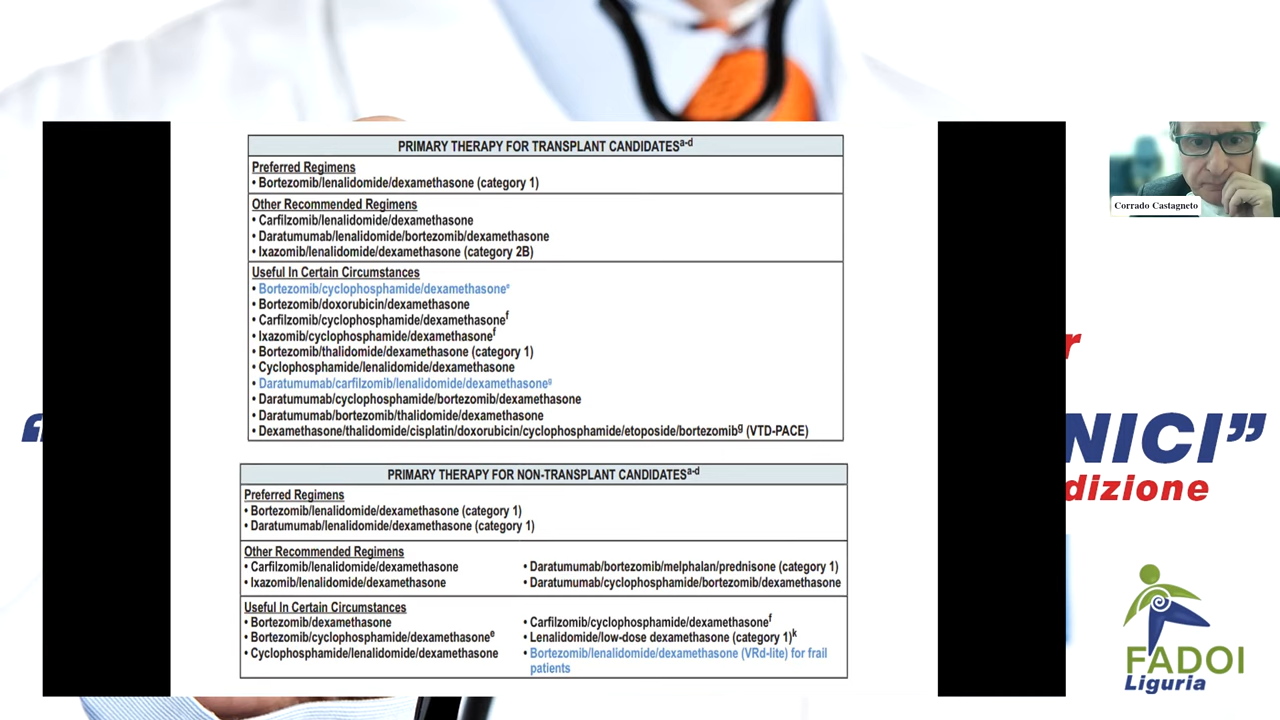 PRIMARY THERAPY FOR TRANSPLANT CANDIDATESa-d
Preferred Regimens
• Bortezomib/lenalidomide/dexamethasone (category 1)
Other Recommended Regimens
• Carfilzomib/lenalidomide/dexamethasone
• Daratumumab/lenalidomide/bortezomib/dexamethasone
• Ixazomib/lenalidomide/dexamethasone (category 2B)
Useful In Certain Circumstances
• Bortezomib/cyclophosphamide/dexamethasonee
• Bortezomib/doxorubicin/dexamethasone
• Carfilzomib/cyclophosphamide/dexamethasonef
• Ixazomib/cyclophosphamide/dexamethasonef
• Bortezomib/thalidomide/dexamethasone (category 1)
• Cyclophosphamide/lenalidomide/dexamethasone
• Daratumumab/carfilzomib/lenalidomide/dexamethasoneg
• Daratumumab/cyclophosphamide/bortezomib/dexamethasone
• Daratumumab/bortezomib/thalidomide/dexamethasone
• Dexamethasone/thalidomide/cisplatin/doxorubicin/cyclophosphamide/etoposide/bortezomibg (VTD-PACE)
PRIMARY THERAPY FOR NON-TRANSPLANT CANDIDATESa-d
Preferred Regimens
• Bortezomib/lenalidomide/dexamethasone (category 1)
• Daratumumab/lenalidomide/dexamethasone (category 1)
Other Recommended Regimens
• Carfilzomib/lenalidomide/dexamethasone
• Ixazomib/lenalidomide/dexamethasone
• Daratumumab/bortezomib/melphalan/prednisone (category 1)
• Daratumumab/cyclophosphamide/bortezomib/dexamethasone
Useful In Certain Circumstances
• Bortezomib/dexamethasone
• Bortezomib/cyclophosphamide/dexamethasonee
• Cyclophosphamide/lenalidomide/dexamethasone
• Carfilzomib/cyclophosphamide/dexamethasonef
• Lenalidomide/low-dose dexamethasone (category 1)k
• Bortezomib/lenalidomide/dexamethasone (VRd-lite) for frail
patients
Corrado Castagneto
r
“
NICI”
dizione
FADOI
Liguria